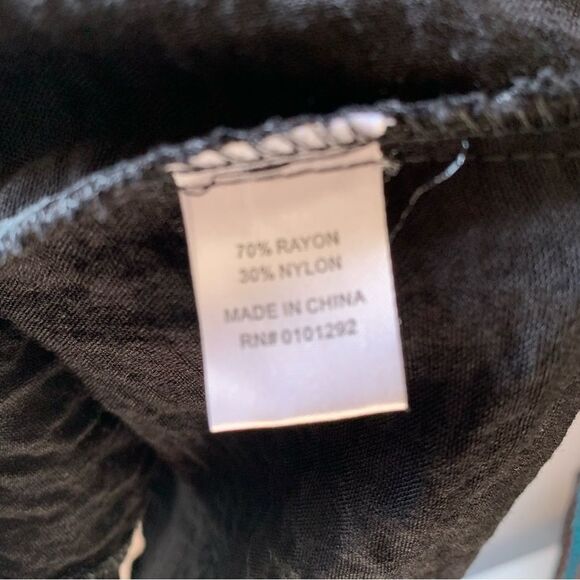 70% RAYON
30% NYLON
MADE IN CHINA
RN# 0101292